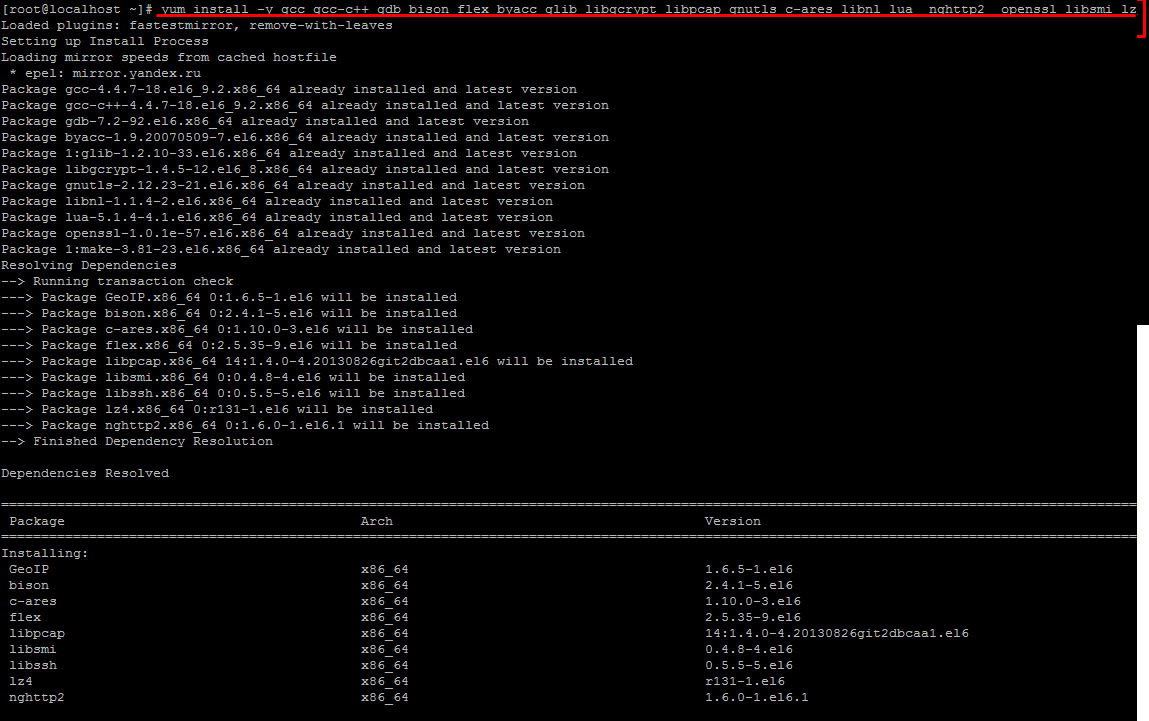 [root@localhost ~]# yum install -y gcc gcc-c++ gdb bison flex byacc glib libgcrypt libpcap gnutls c-ares libnl lua  nghttp2  openssl libsmi lz
Loaded plugins: fastestmirror, remove-with-leaves
Setting up Install Process
Loading mirror speeds from cached hostfile
 * epel: mirror.yandex.ru
Package gcc-4.4.7-18.el6_9.2.x86_64 already installed and latest version
Package gcc-c++-4.4.7-18.el6_9.2.x86_64 already installed and latest version
Package gdb-7.2-92.el6.x86_64 already installed and latest version
Package byacc-1.9.20070509-7.el6.x86_64 already installed and latest version
Package 1:glib-1.2.10-33.el6.x86_64 already installed and latest version
Package libgcrypt-1.4.5-12.el6_8.x86_64 already installed and latest version
Package gnutls-2.12.23-21.el6.x86_64 already installed and latest version
Package libnl-1.1.4-2.el6.x86_64 already installed and latest version
Package lua-5.1.4-4.1.el6.x86_64 already installed and latest version
Package openssl-1.0.1e-57.el6.x86_64 already installed and latest version
Package 1:make-3.81-23.el6.x86_64 already installed and latest version
Resolving Dependencies
--> Running transaction check
---> Package GeoIP.x86_64 0:1.6.5-1.el6 will be installed
---> Package bison.x86_64 0:2.4.1-5.el6 will be installed
---> Package c-ares.x86_64 0:1.10.0-3.el6 will be installed
---> Package flex.x86_64 0:2.5.35-9.el6 will be installed
---> Package libpcap.x86_64 14:1.4.0-4.20130826git2dbcaa1.el6 will be installed
---> Package libsmi.x86_64 0:0.4.8-4.el6 will be installed
---> Package libssh.x86_64 0:0.5.5-5.el6 will be installed
---> Package lz4.x86_64 0:r131-1.el6 will be installed
---> Package nghttp2.x86_64 0:1.6.0-1.el6.1 will be installed
--> Finished Dependency Resolution
Dependencies Resolved
Package Arch Version
Installing:
GeoIP x86_64 1.6.5-1.el6
bison x86_64 2.4.1-5.el6
c-ares x86_64 1.10.0-3.el6
flex x86_64 2.5.35-9.el6
libpcap x86_64 14:1.4.0-4.20130826git2dbcaa1.el6
libsmi x86_64 0.4.8-4.el6
libssh x86_64 0.5.5-5.el6
lz4 x86_64 r131-1.el6
nghttp2 x86_64 1.6.0-1.el6.1